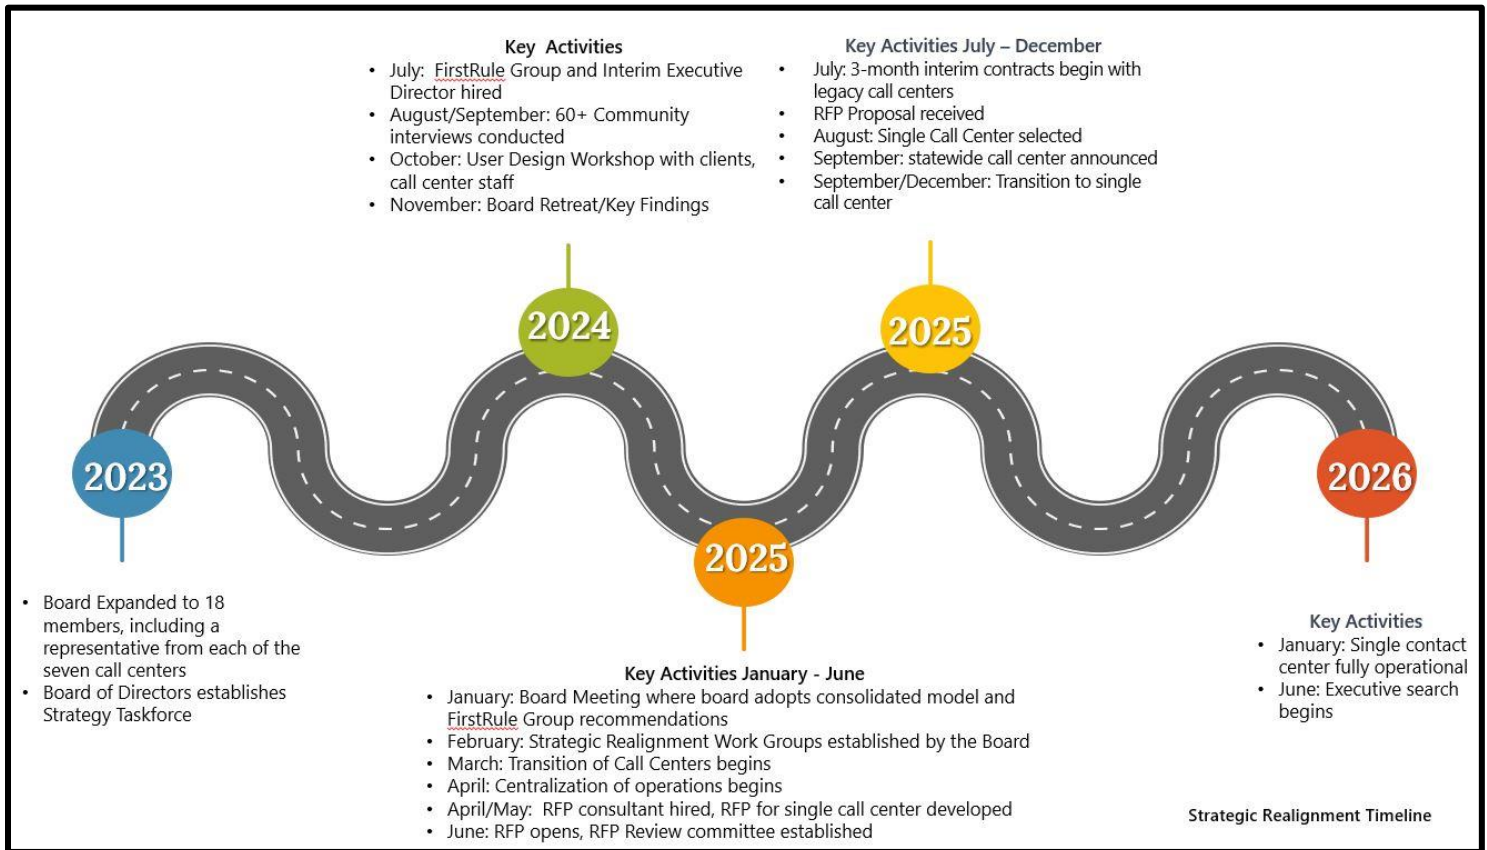 Key Activities
• July: FirstRule Group and Interim Executive
Director hired
• August/September: 60+ Community
interviews conducted
• October: User Design Workshop with clients,
call center staff
• November: Board Retreat/Key Findings
Key Activities July – December
• July: 3-month interim contracts begin with
legacy call centers
• RFP Proposal received
• August: Single Call Center selected
• September: statewide call center announced
• September/December: Transition to single
call center
2024
2025
2023
2026
2025
• Board Expanded to 18
members, including a
representative from each of the
seven call centers
• Board of Directors establishes
Strategy Taskforce
Key Activities January - June
• January: Board Meeting where board adopts consolidated model and
FirstRule Group recommendations
• February: Strategic Realignment Work Groups established by the Board
• March: Transition of Call Centers begins
• April: Centralization of operations begins
• April/May: RFP consultant hired, RFP for single call center developed
• June: RFP opens, RFP Review committee established
Key Activities
• January: Single contact
center fully operational
• June: Executive search
begins
Strategic Realignment Timeline